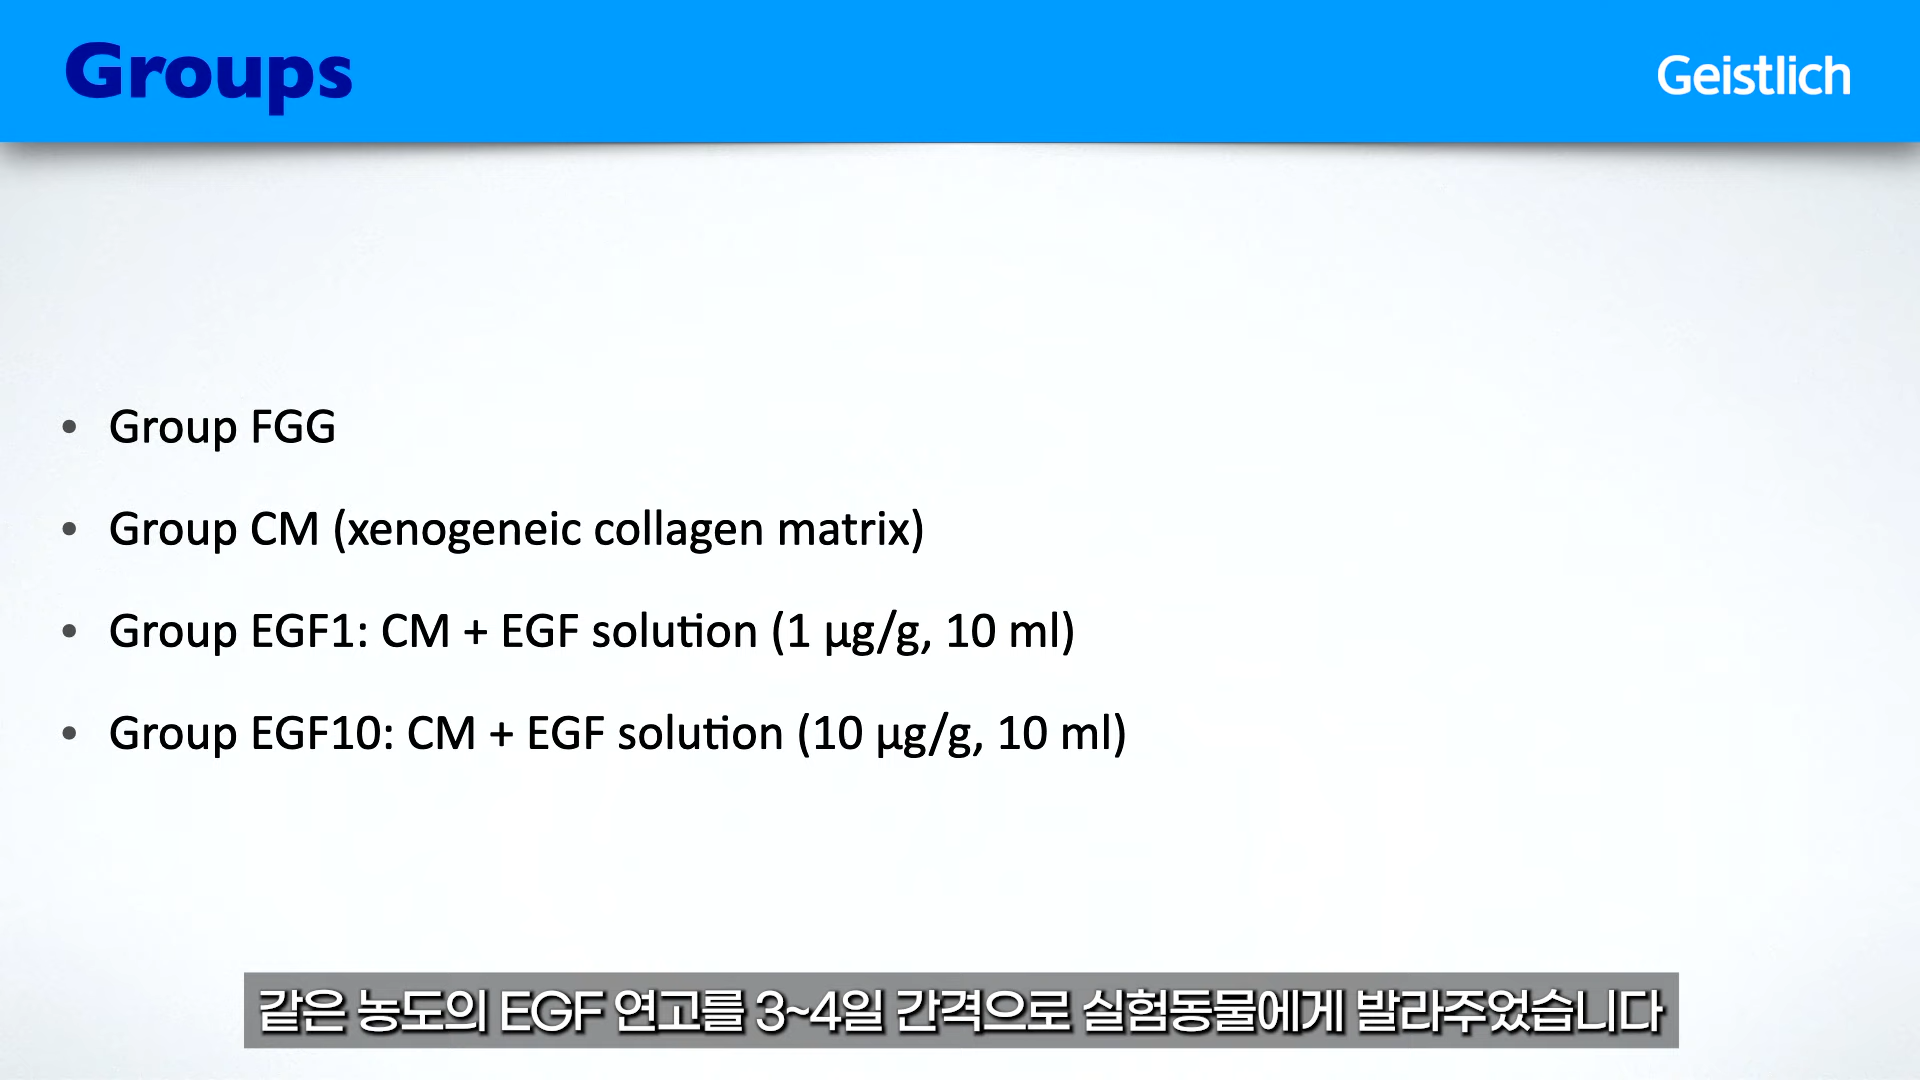 Groups
Geistlich
• Group FGG
• Group CM (xenogeneic collagen matrix)
• Group EGF1: CM + EGF solution (1 µg/g, 10 ml)
• Group EGF10: CM + EGF solution (10 µg/g, 10 ml)
같은 농도의 EGF 연고를 3~4일 간격으로 실험동물에게 발라주었습니다